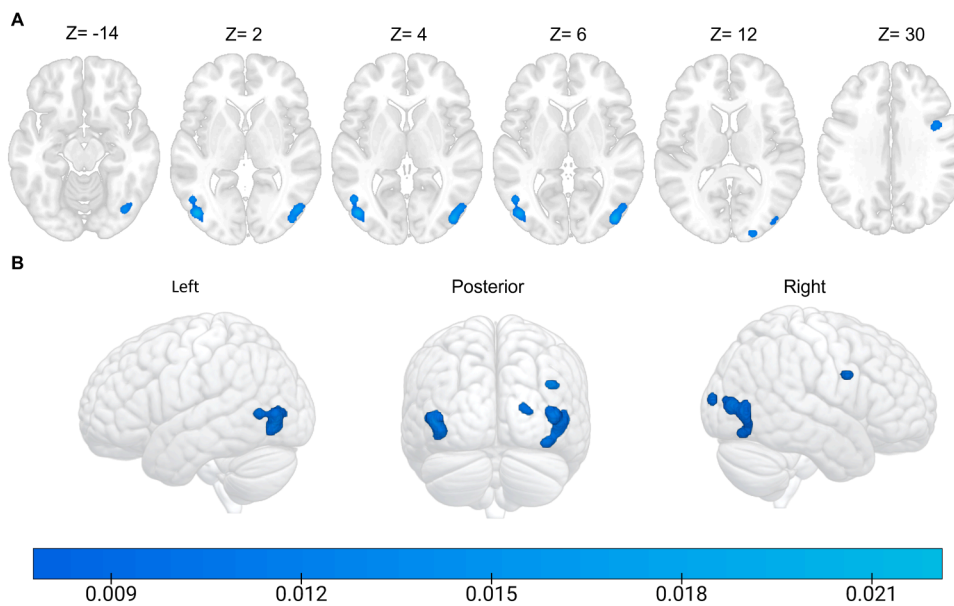 A
Z= -14 Z= 2 Z= 4 Z= 6 Z= 12 Z= 30
B
Left Posterior Right
0.009 0.012 0.015 0.018 0.021